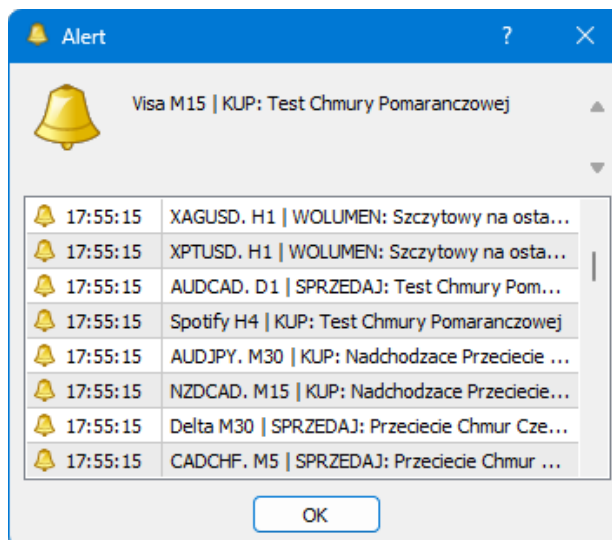 Alert
?
Visa M15 | KUP: Test Chmury Pomaranczowej
17:55:15 XAGUSD. H1 | WOLUMEN: Szczytowy na osta...
17:55:15 XPTUSD. H1 | WOLUMEN: Szczytowy na osta...
17:55:15 AUDCAD. D1 | SPRZEDAJ: Test Chmury Pom...
17:55:15 Spotify H4 | KUP: Test Chmury Pomaranczowej
17:55:15 AUDJPY. M30 | KUP: Nadchodzace Przeciecie ...
17:55:15 NZDCAD. M15 | KUP: Nadchodzace Przeciecie...
17:55:15 Delta M30 | SPRZEDAJ: Przeciecie Chmur Cze...
17:55:15 CADCHF. M5 | SPRZEDAJ: Przeciecie Chmur ...
OK